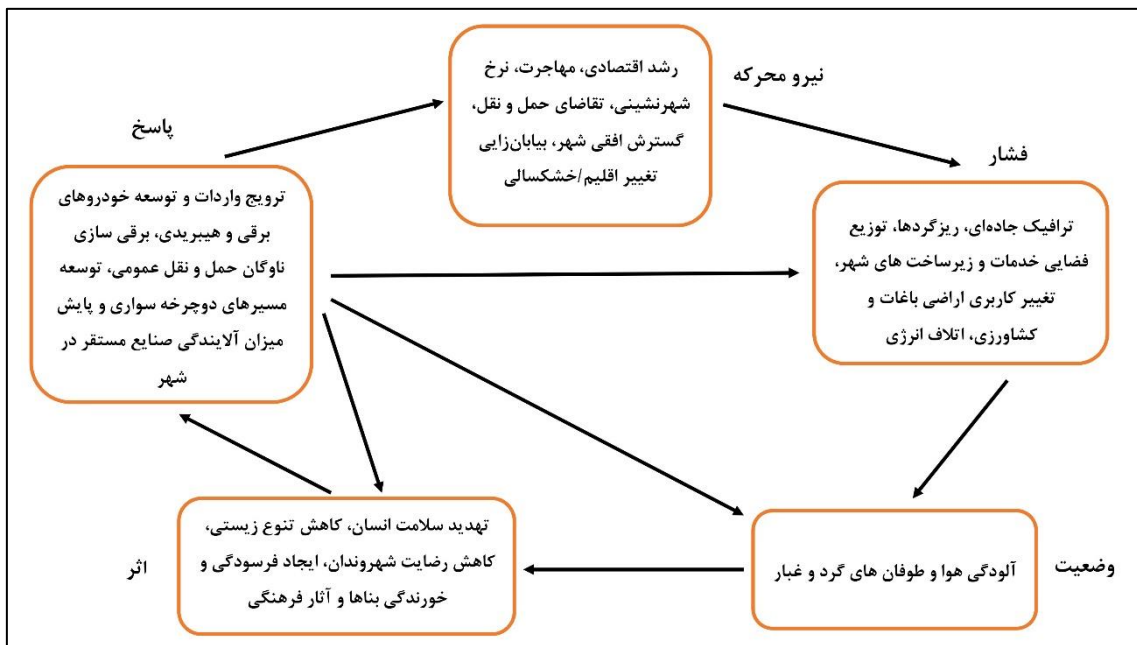 نیرو محرکه
رشد اقتصادی، مهاجرت، نرخ
شهرنشینی، تقاضای حمل و نقل،
گسترش افقی شهر، بیابان‌زایی
تغییر اقلیم/خشکسالی
فشار
ترافیک جاده‌ای، ریزگردها، توزیع
فضایی خدمات و زیرساخت های شهر،
تغییر کاربری اراضی باغات و
کشاورزی، اتلاف انرژی
وضعیت
آلودگی هوا و طوفان های گرد و غبار
اثر
تهدید سلامت انسان، کاهش تنوع زیستی،
کاهش رضایت شهروندان، ایجاد فرسودگی و
خورندگی بناها و آثار فرهنگی
پاسخ
ترویج واردات و توسعه خودروهای
برقی و هیبریدی، برقی سازی
ناوگان حمل و نقل عمومی، توسعه
مسیرهای دوچرخه سواری و پایش
میزان آلایندگی صنایع مستقر در
شهر